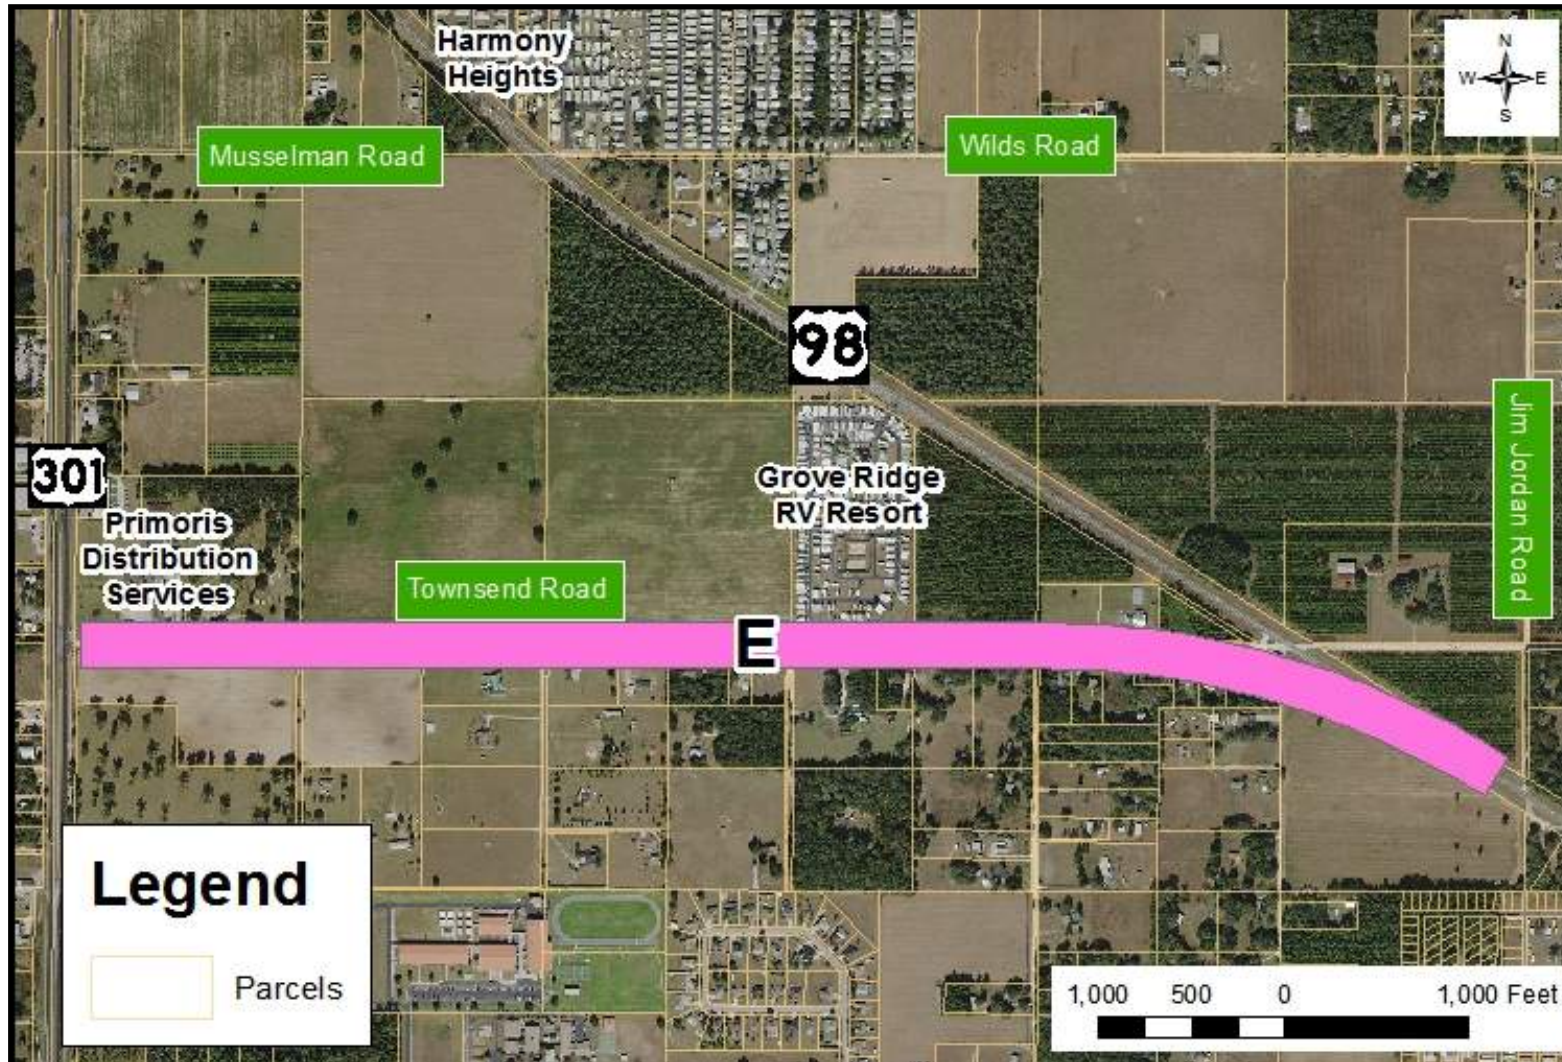 Harmony
Heights
N
W E
S
Musselman Road
Wilds Road
98
Jim Jordan Road
301
Grove Ridge
RV Resort
Primoris
Distribution
Services
Townsend Road
E
Legend
Parcels
1,000 500 0 1,000 Feet